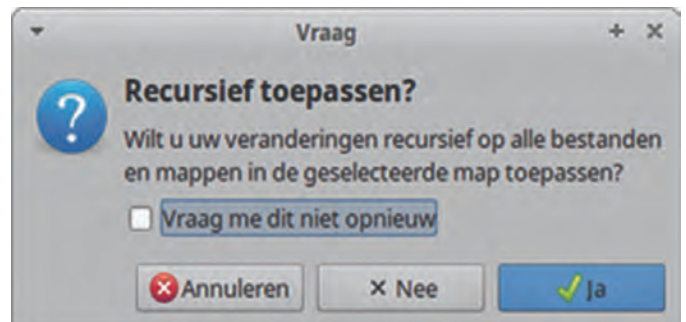 Vraag
Recursief toepassen?
Wilt u uw veranderingen recursief op alle bestanden
en mappen in de geselecteerde map toepassen?
Vraag me dit niet opnieuw
Annuleren
Nee
Ja